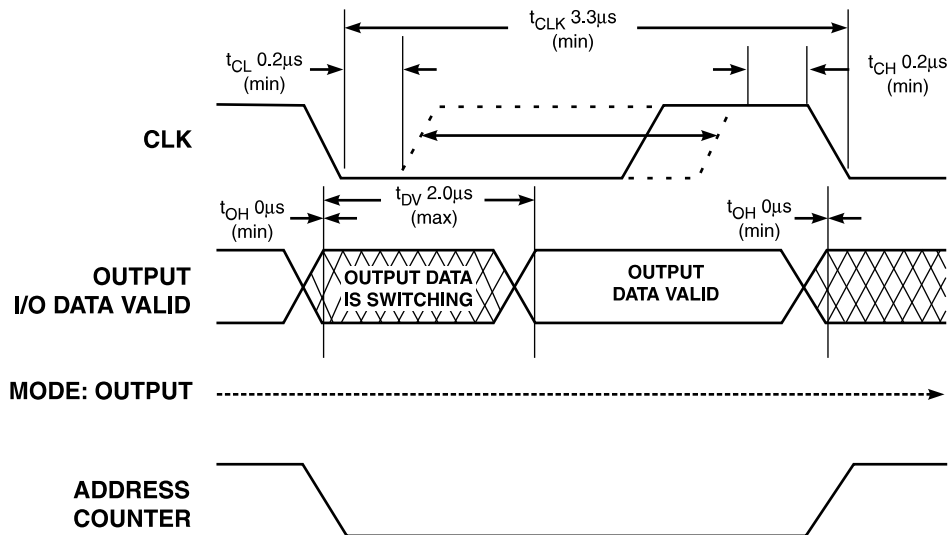 t_CLK 3.3µs
(min)
t_CL 0.2µs
(min)
t_CH 0.2µs
(min)
CLK
t_OH 0µs
(min)
t_DV 2.0µs
(max)
t_OH 0µs
(min)
OUTPUT
I/O DATA VALID
OUTPUT DATA
IS SWITCHING
OUTPUT
DATA VALID
MODE: OUTPUT
ADDRESS
COUNTER